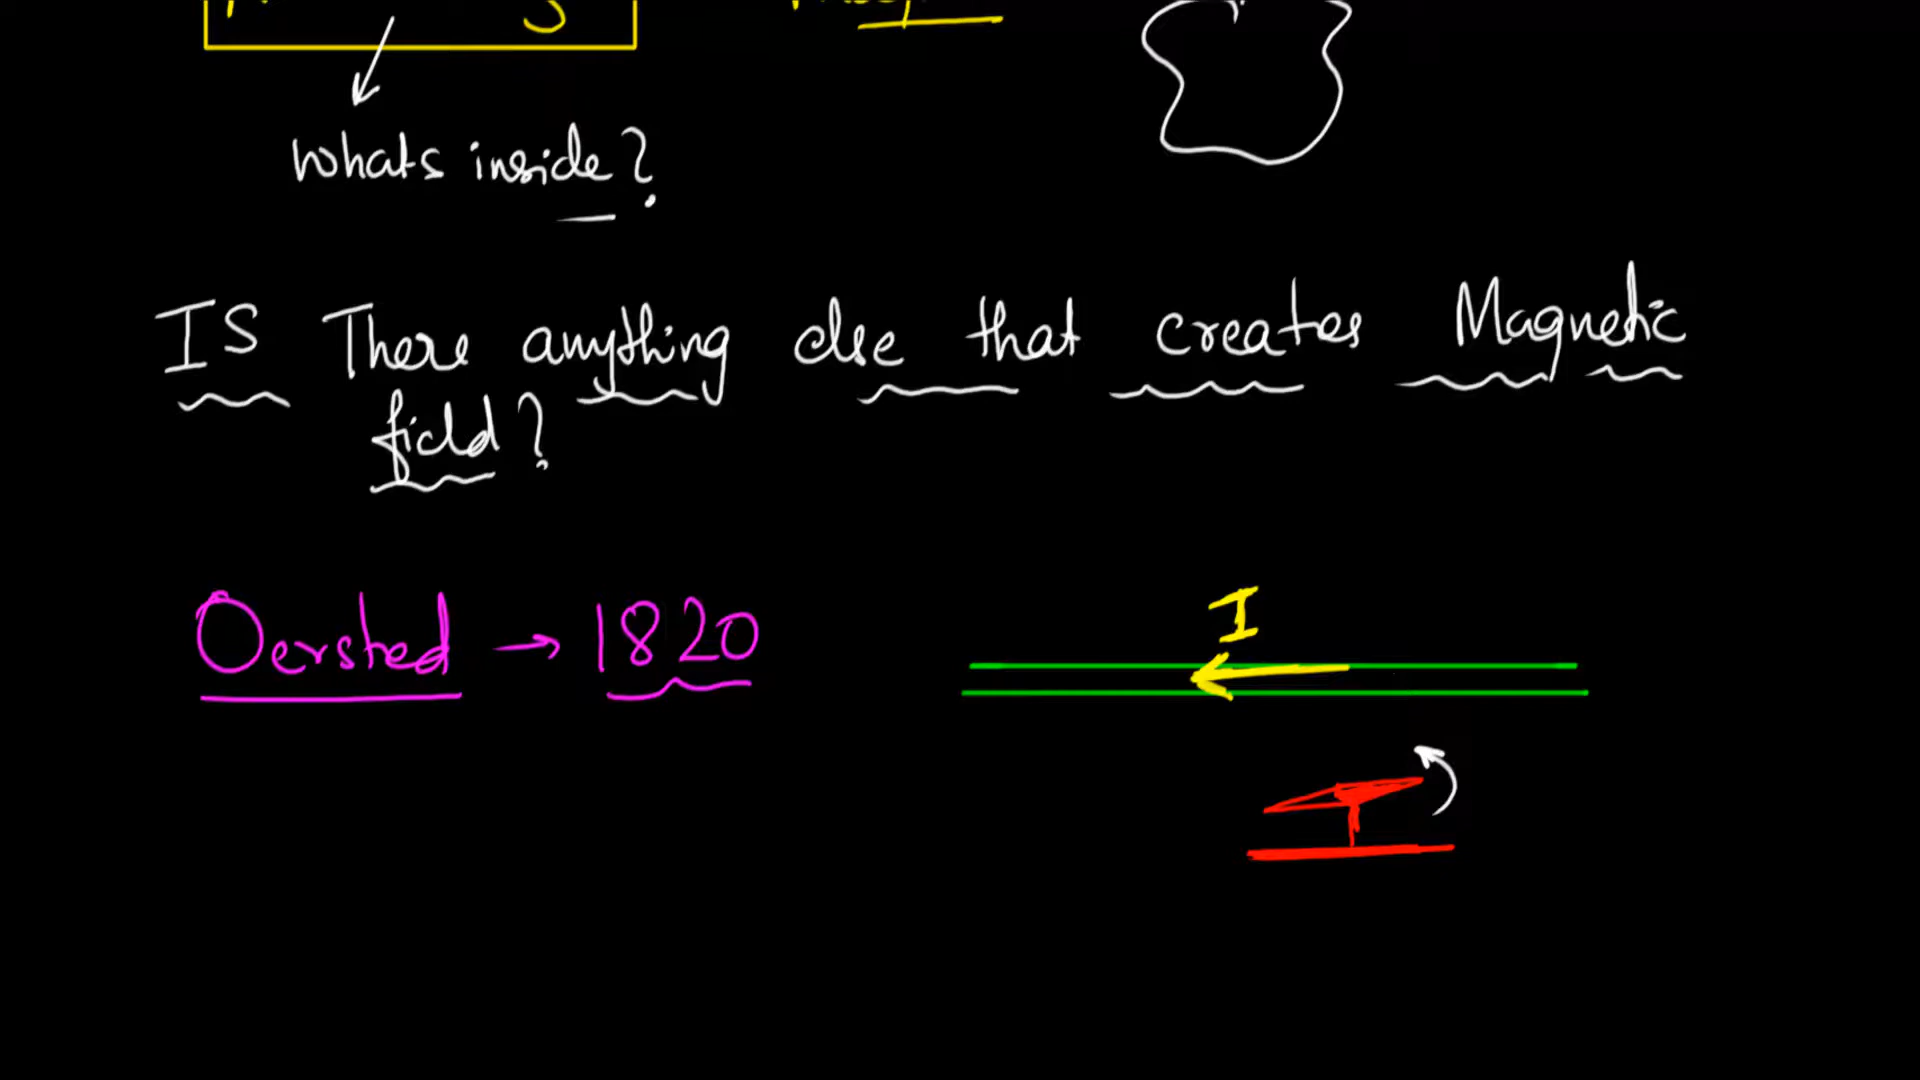 Whats inside?
IS There anything else that creates Magnetic
field?
Oersted → 1820
I